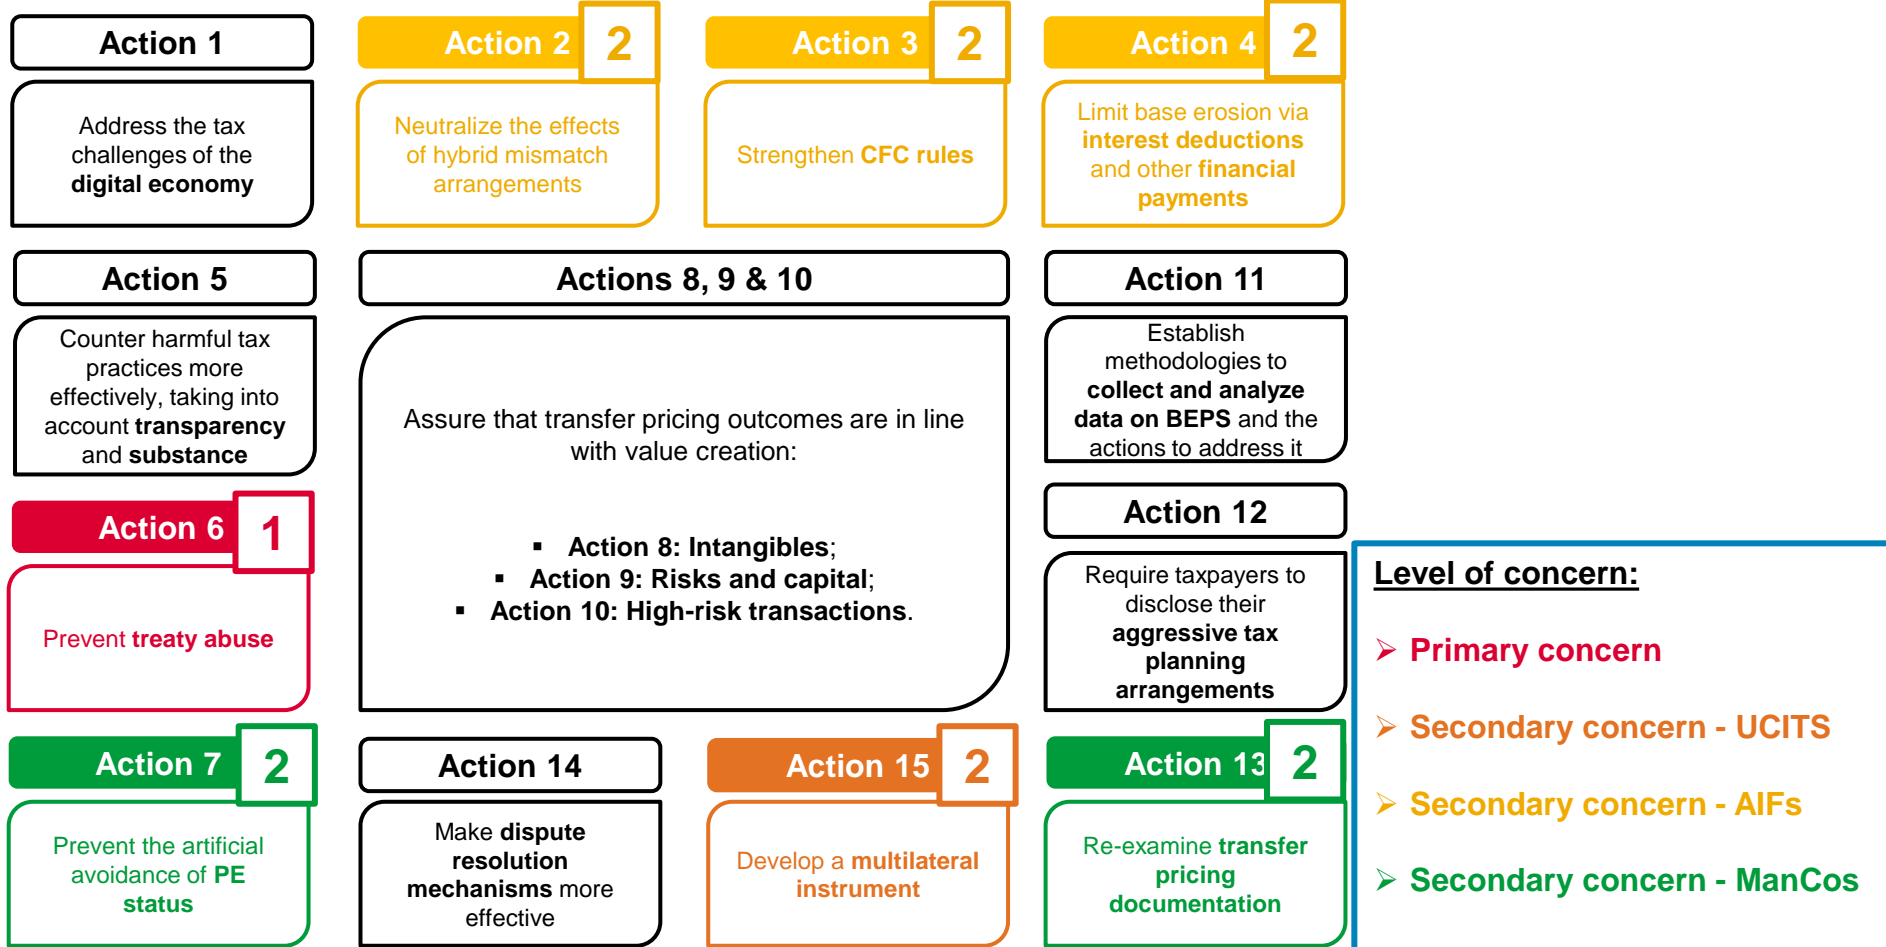 Action 1
Address the tax
challenges of the
digital economy
Action 2
2
Neutralize the effects
of hybrid mismatch
arrangements
Action 3
2
Strengthen CFC rules
Action 4
2
Limit base erosion via
interest deductions
and other financial
payments
Action 5
Counter harmful tax
practices more
effectively, taking into
account transparency
and substance
Actions 8, 9 & 10
Assure that transfer pricing outcomes are in line
with value creation:
▪ Action 8: Intangibles;
▪ Action 9: Risks and capital;
▪ Action 10: High-risk transactions.
Action 11
Establish
methodologies to
collect and analyze
data on BEPS and the
actions to address it
Action 6
1
Prevent treaty abuse
Action 12
Require taxpayers to
disclose their
aggressive tax
planning
arrangements
Action 7
2
Prevent the artificial
avoidance of PE
status
Action 14
Make dispute
resolution
mechanisms more
effective
Action 15
2
Develop a multilateral
instrument
Action 13
2
Re-examine transfer
pricing
documentation
Level of concern:
➢ Primary concern
➢ Secondary concern - UCITS
➢ Secondary concern - AIFs
➢ Secondary concern - ManCos